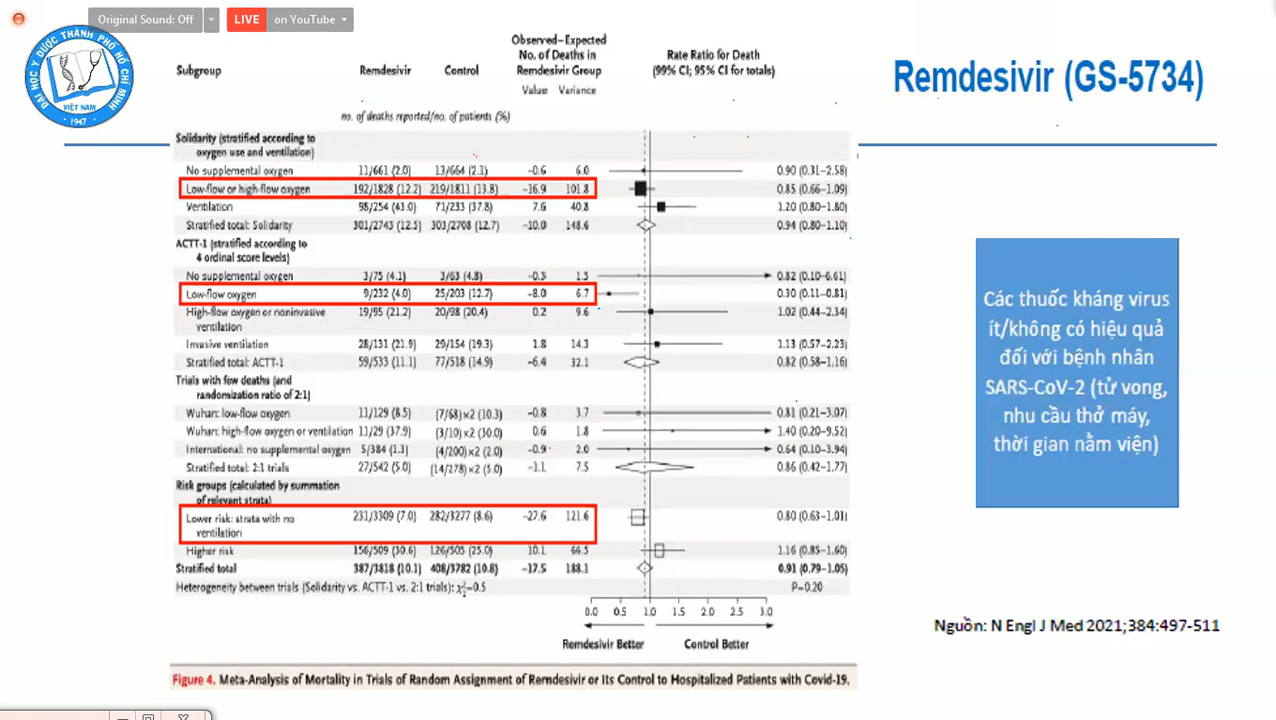 Original Sound: Off
LIVE on YouTube
ĐẠI HỌC Y DƯỢC THÀNH PHỐ HỒ CHÍ MINH
VIỆT NAM
1947
Remdesivir (GS-5734)
Subgroup Remdesivir Control Observed–Expected No. of Deaths in Remdesivir Group Rate Ratio for Death (99% CI; 95% CI for totals)
Value Variance
no. of deaths reported/no. of patients (%)
Solidarity (stratified according to
oxygen use and ventilation)
No supplemental oxygen 11/661 (2.0) 13/664 (2.1) −0.6 6.0 0.90 (0.31–2.58)
Low-flow or high-flow oxygen 192/1828 (12.2) 219/1811 (13.8) −16.9 101.8 0.85 (0.66–1.09)
Ventilation 98/254 (43.0) 71/233 (37.8) 7.6 40.8 1.20 (0.80–1.80)
Stratified total: Solidarity 301/2743 (12.5) 303/2708 (12.7) −10.0 148.6 0.94 (0.80–1.10)
ACTT-1 (stratified according to
4 ordinal score levels)
No supplemental oxygen 3/75 (4.1) 3/63 (4.8) −0.3 1.5 0.82 (0.10–6.61)
Low-flow oxygen 9/232 (4.0) 25/203 (12.7) −8.0 6.7 0.30 (0.11–0.81)
High-flow oxygen or noninvasive 19/95 (21.2) 20/98 (20.4) 0.2 9.6 1.02 (0.44–2.34)
ventilation
Invasive ventilation 28/131 (21.9) 29/154 (19.3) 1.8 14.3 1.13 (0.57–2.23)
Stratified total: ACTT-1 59/533 (11.1) 77/518 (14.9) −6.4 32.1 0.82 (0.58–1.16)
Trials with few deaths (and
randomization ratio of 2:1)
Wuhan: low-flow oxygen 11/129 (8.5) (7/68)×2 (10.3) −0.8 3.7 0.81 (0.21–3.07)
Wuhan: high-flow oxygen or ventilation 11/29 (37.9) (3/10)×2 (30.0) 0.6 1.8 1.40 (0.20–9.52)
International: no supplemental oxygen 5/384 (1.3) (4/200)×2 (2.0) −0.9 2.0 0.64 (0.10–3.94)
Stratified total: 2:1 trials 27/542 (5.0) (14/278)×2 (5.0) −1.1 7.5 0.86 (0.42–1.77)
Risk groups (calculated by summation
of relevant strata)
Lower risk: strata with no 231/3309 (7.0) 282/3277 (8.6) −27.6 121.6 0.80 (0.63–1.01)
ventilation
Higher risk 156/509 (30.6) 126/505 (25.0) 10.1 66.5 1.16 (0.85–1.60)
Stratified total 387/3818 (10.1) 408/3782 (10.8) −17.5 188.1 0.91 (0.79–1.05)
Heterogeneity between trials (Solidarity vs. ACTT-1 vs. 2:1 trials): χ²₂=0.5 P=0.20
0.0 0.5 1.0 1.5 2.0 2.5 3.0
Remdesivir Better Control Better
Figure 4. Meta-Analysis of Mortality in Trials of Random Assignment of Remdesivir or Its Control to Hospitalized Patients with Covid-19.
Các thuốc kháng virus
ít/không có hiệu quả
đối với bệnh nhân
SARS-CoV-2 (tử vong,
nhu cầu thở máy,
thời gian nằm viện)
Nguồn: N Engl J Med 2021;384:497-511